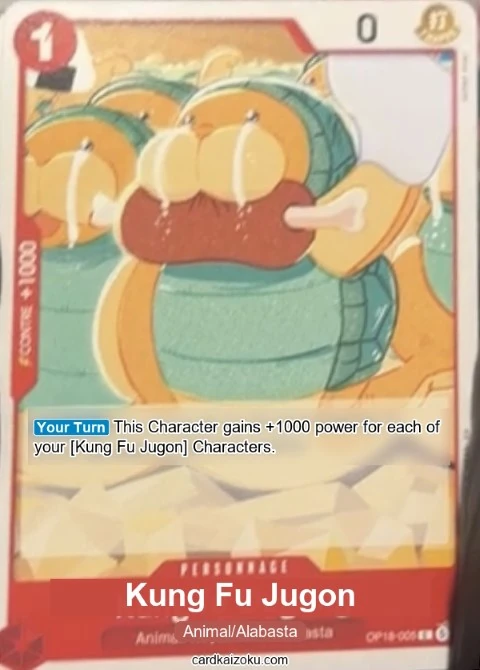 1
0
打
CONTRE +1000
Your Turn This Character gains +1000 power for each of
your [Kung Fu Jugon] Characters.
PERSONNAGE
Kung Fu Jugon
Animal/Alabasta
OP18-005 C
cardkaizoku.com